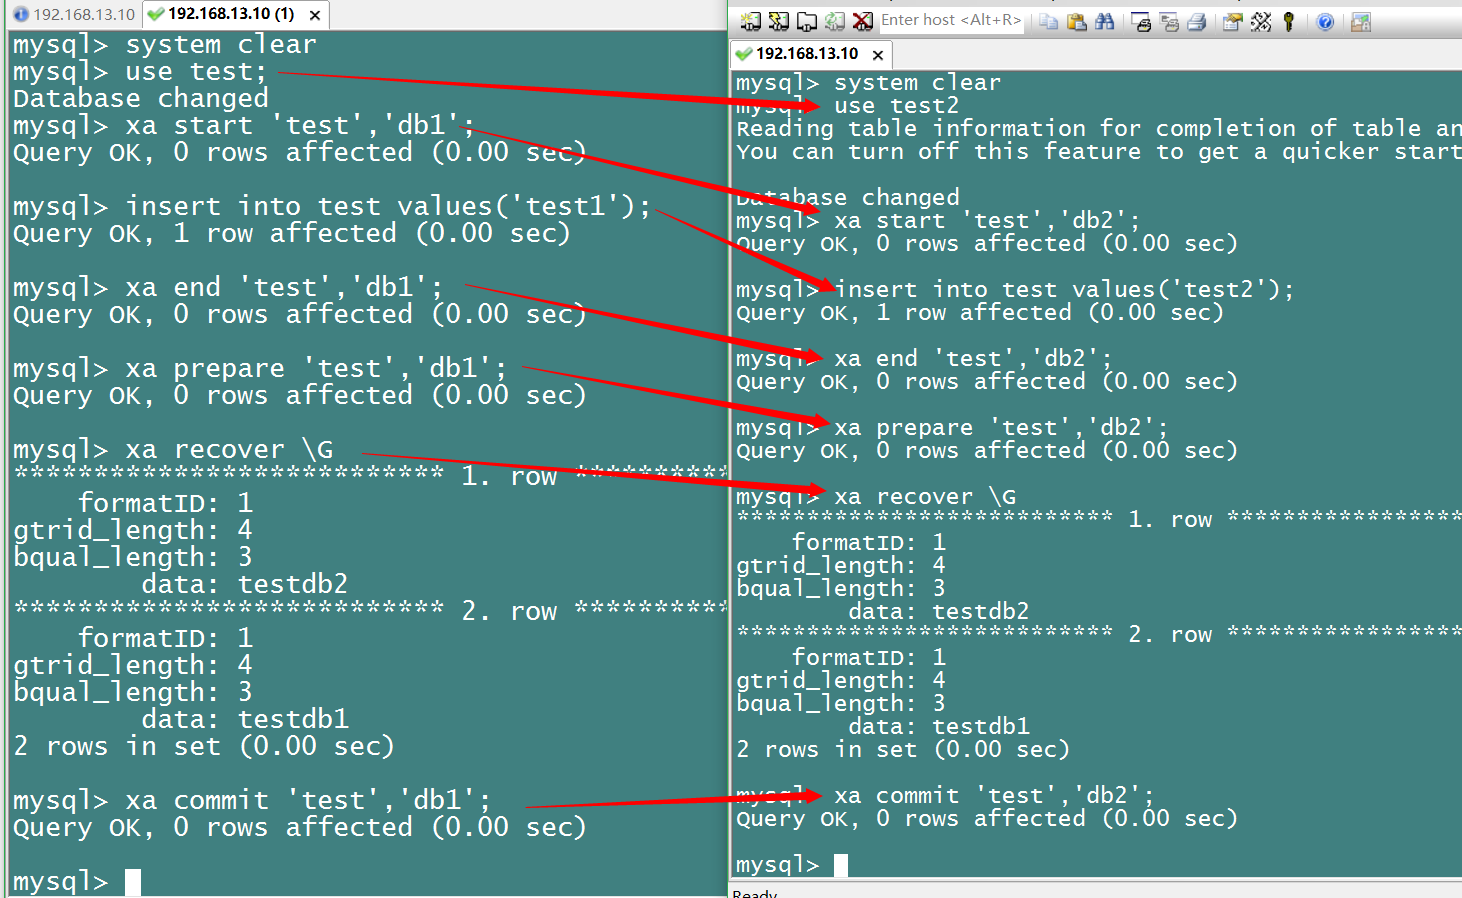 192.168.13.10
192.168.13.10 (1)
mysql> system clear
mysql> use test;
Database changed
mysql> xa start 'test','db1';
Query OK, 0 rows affected (0.00 sec)
mysql> insert into test values('test1');
Query OK, 1 row affected (0.00 sec)
mysql> xa end 'test','db1';
Query OK, 0 rows affected (0.00 sec)
mysql> xa prepare 'test','db1';
Query OK, 0 rows affected (0.00 sec)
mysql> xa recover \G
*************************** 1. row **********
formatID: 1
gtrid_length: 4
bqual_length: 3
data: testdb2
*************************** 2. row **********
formatID: 1
gtrid_length: 4
bqual_length: 3
data: testdb1
2 rows in set (0.00 sec)
mysql> xa commit 'test','db1';
Query OK, 0 rows affected (0.00 sec)
mysql>
Enter host <Alt+R>
192.168.13.10
mysql> system clear
mysql> use test2
Reading table information for completion of table an
You can turn off this feature to get a quicker start
Database changed
mysql> xa start 'test','db2';
Query OK, 0 rows affected (0.00 sec)
mysql> insert into test values('test2');
Query OK, 1 row affected (0.00 sec)
mysql> xa end 'test','db2';
Query OK, 0 rows affected (0.00 sec)
mysql> xa prepare 'test','db2';
Query OK, 0 rows affected (0.00 sec)
mysql> xa recover \G
*************************** 1. row *****************
formatID: 1
gtrid_length: 4
bqual_length: 3
data: testdb2
*************************** 2. row *****************
formatID: 1
gtrid_length: 4
bqual_length: 3
data: testdb1
2 rows in set (0.00 sec)
mysql> xa commit 'test','db2';
Query OK, 0 rows affected (0.00 sec)
mysql>
Ready